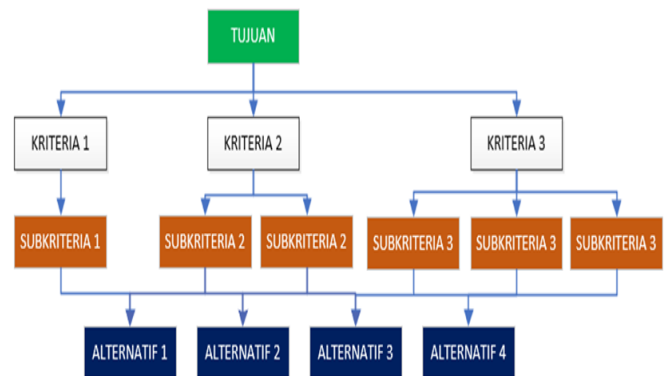 TUJUAN
KRITERIA 1
KRITERIA 2
KRITERIA 3
SUBKRITERIA 1
SUBKRITERIA 2
SUBKRITERIA 2
SUBKRITERIA 3
SUBKRITERIA 3
SUBKRITERIA 3
ALTERNATIF 1
ALTERNATIF 2
ALTERNATIF 3
ALTERNATIF 4